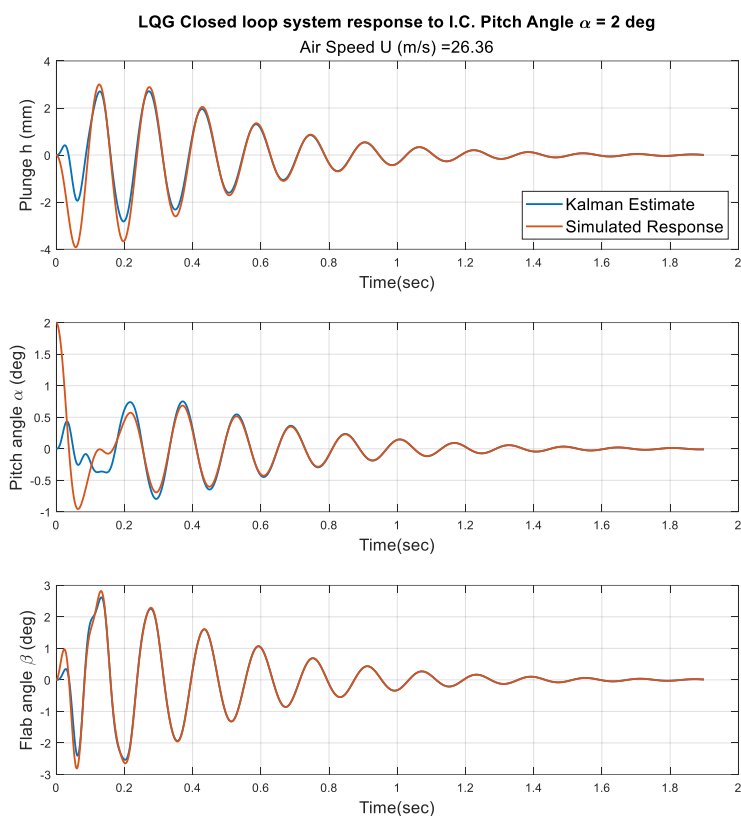 LQG Closed loop system response to I.C. Pitch Angle α = 2 deg
Air Speed U (m/s) =26.36
4
2
0
-2
-4
Plunge h (mm)
Kalman Estimate
Simulated Response
0 0.2 0.4 0.6 0.8 1 1.2 1.4 1.6 1.8 2
Time(sec)
2
1.5
1
0.5
0
-0.5
-1
Pitch angle α (deg)
0 0.2 0.4 0.6 0.8 1 1.2 1.4 1.6 1.8 2
Time(sec)
3
2
1
0
-1
-2
-3
Flab angle β (deg)
0 0.2 0.4 0.6 0.8 1 1.2 1.4 1.6 1.8 2
Time(sec)